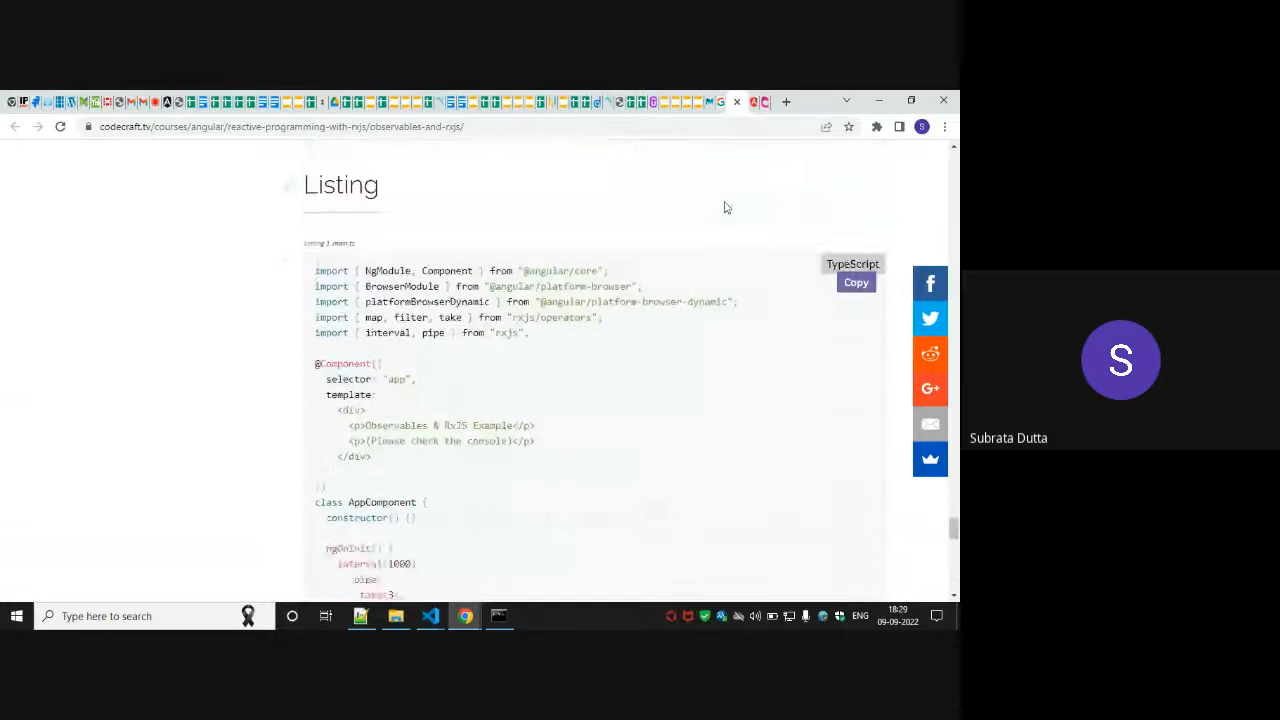 codecraft.tv/courses/angular/reactive-programming-with-rxjs/observables-and-rxjs/
Listing
Listing 1. main.ts
TypeScript
Copy
import { NgModule, Component } from "@angular/core";
import { BrowserModule } from "@angular/platform-browser";
import { platformBrowserDynamic } from "@angular/platform-browser-dynamic";
import { map, filter, take } from "rxjs/operators";
import { interval, pipe } from "rxjs";
@Component({
selector: "app",
template:
<div>
<p>Observables & RxJS Example</p>
<p>(Please check the console)</p>
</div>
})
class AppComponent {
constructor() {}
ngOnInit() {
interval(1000)
pipe
take(3),
S
Subrata Dutta
Type here to search
ENG
18:29
09-09-2022